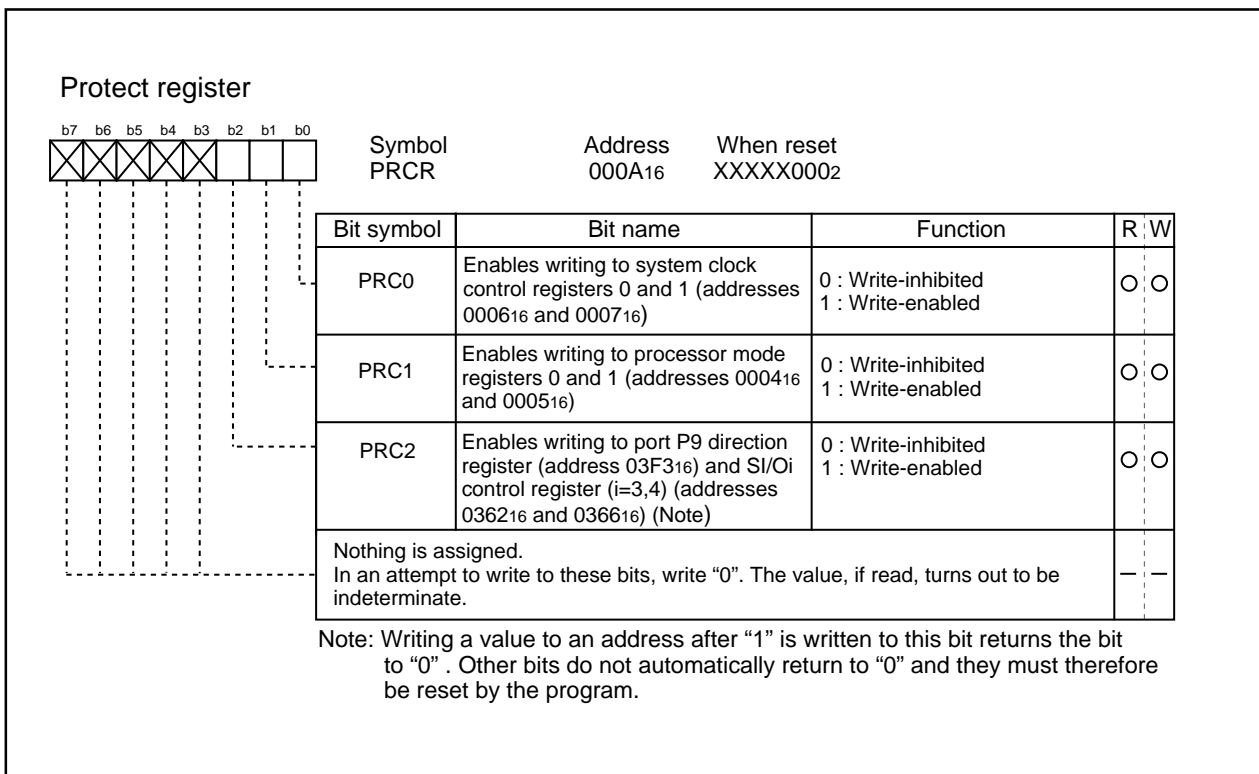 Protect register
b7 b6 b5 b4 b3 b2 b1 b0
Symbol Address When reset
PRCR 000A16 XXXXX0002
Bit symbol Bit name Function R W
PRC0 Enables writing to system clock
control registers 0 and 1 (addresses
000616 and 000716)
0 : Write-inhibited
1 : Write-enabled
PRC1 Enables writing to processor mode
registers 0 and 1 (addresses 000416
and 000516)
0 : Write-inhibited
1 : Write-enabled
PRC2 Enables writing to port P9 direction
register (address 03F316) and SI/Oi
control register (i=3,4) (addresses
036216 and 036616) (Note)
0 : Write-inhibited
1 : Write-enabled
Nothing is assigned.
In an attempt to write to these bits, write “0”. The value, if read, turns out to be
indeterminate.
Note: Writing a value to an address after “1” is written to this bit returns the bit
to “0” . Other bits do not automatically return to “0” and they must therefore
be reset by the program.